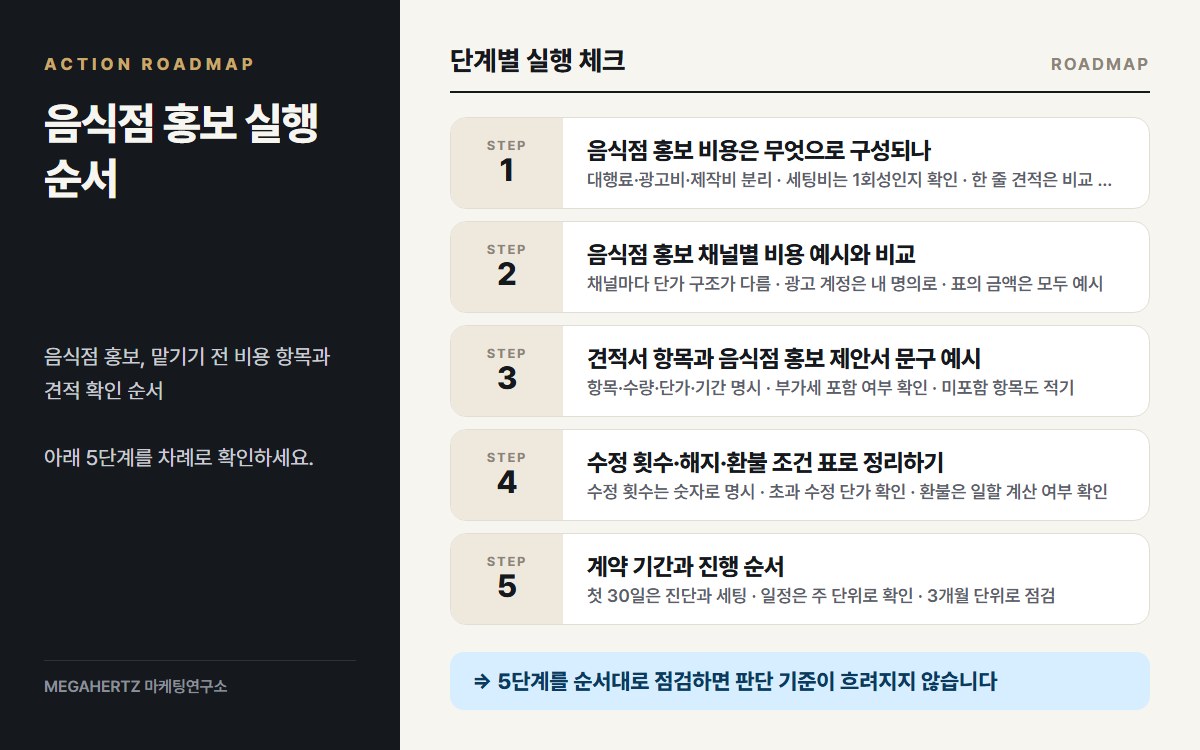 ACTION ROADMAP
음식점 홍보 실행
순서
음식점 홍보, 맡기기 전 비용 항목과
견적 확인 순서
아래 5단계를 차례로 확인하세요.
MEGAHERTZ 마케팅연구소
단계별 실행 체크
ROADMAP
STEP
1
음식점 홍보 비용은 무엇으로 구성되나
대행료·광고비·제작비 분리 · 세팅비는 1회성인지 확인 · 한 줄 견적은 비교 ...
STEP
2
음식점 홍보 채널별 비용 예시와 비교
채널마다 단가 구조가 다름 · 광고 계정은 내 명의로 · 표의 금액은 모두 예시
STEP
3
견적서 항목과 음식점 홍보 제안서 문구 예시
항목·수량·단가·기간 명시 · 부가세 포함 여부 확인 · 미포함 항목도 적기
STEP
4
수정 횟수·해지·환불 조건 표로 정리하기
수정 횟수는 숫자로 명시 · 초과 수정 단가 확인 · 환불은 일할 계산 여부 확인
STEP
5
계약 기간과 진행 순서
첫 30일은 진단과 세팅 · 일정은 주 단위로 확인 · 3개월 단위로 점검
⇒ 5단계를 순서대로 점검하면 판단 기준이 흐려지지 않습니다